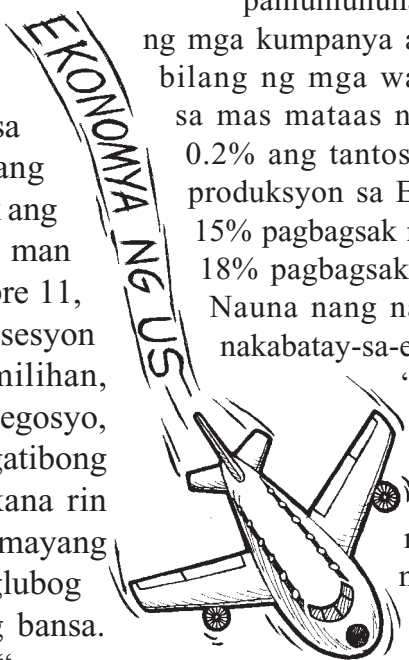 sa
ang
ang
man
re 11,
sesyon
milihan,
egosyo,
gatibong
kana rin
mayang
glubog
g bansa.
EKONOMYA NG US
pamumuhuna
ng mga kumpanya a
bilang ng mga wa
sa mas mataas n
0.2% ang tantos
produksyon sa E
15% pagbagsak
18% pagbagsak
Nauna nang na
nakabatay-sa-e